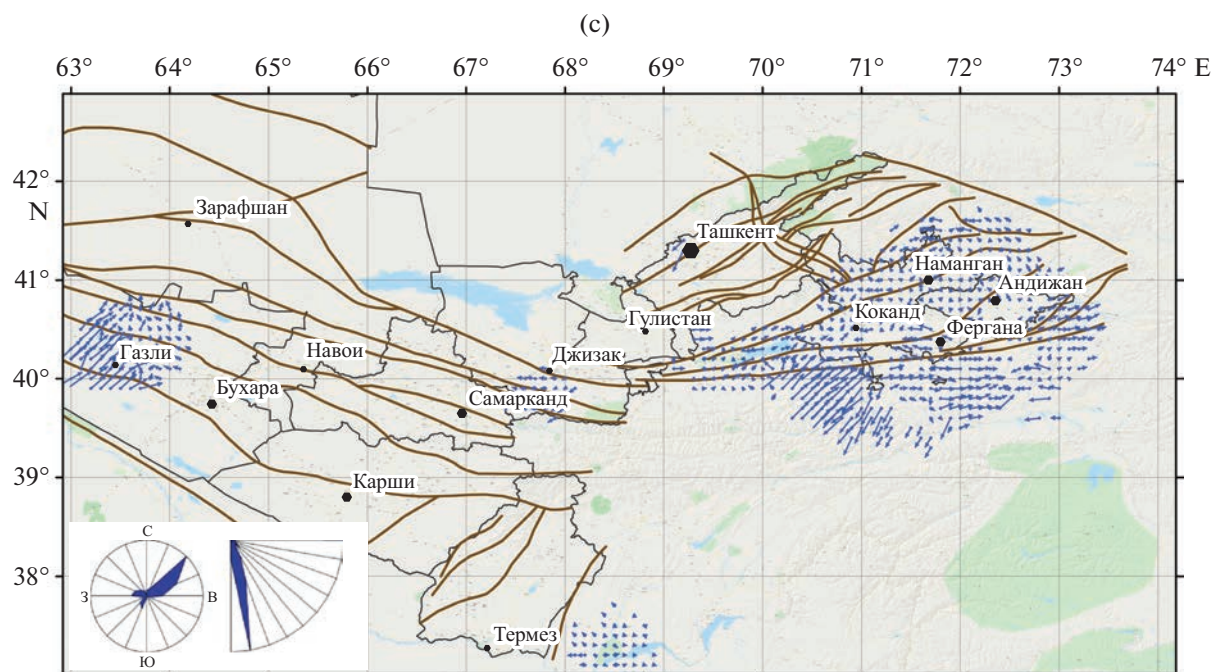 (c)
63° 64° 65° 66° 67° 68° 69° 70° 71° 72° 73° 74° E
42°
N
Зарафшан
Ташкент
41°
Наманган
Андижан
Гулистан
Коканд
Фергана
Газли
Навои
Джизак
40°
Бухара
Самарканд
39°
Карши
С
38°
З
В
Ю
Термез